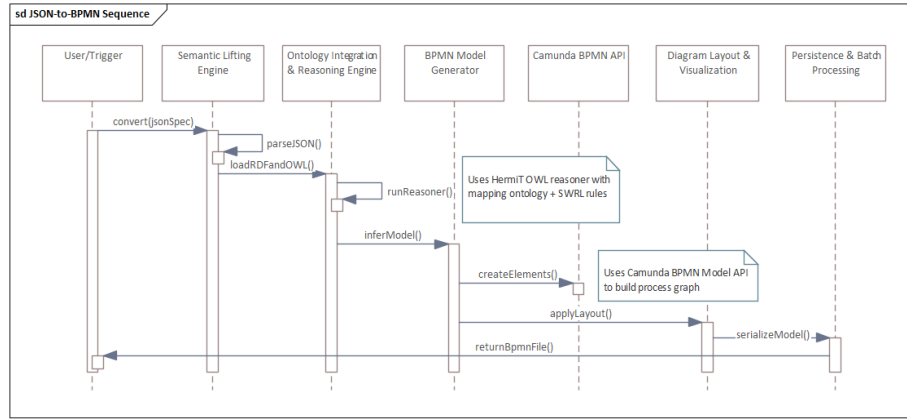 sd JSON-to-BPMN Sequence
User/Trigger
Semantic Lifting
Engine
Ontology Integration
& Reasoning Engine
BPMN Model
Generator
Camunda BPMN API
Diagram Layout &
Visualization
Persistence & Batch
Processing
convert(jsonSpec)
parseJSON()
loadRDFandOWL()
runReasoner()
Uses HermiT OWL reasoner with
mapping ontology + SWRL rules
inferModel()
createElements()
Uses Camunda BPMN Model API
to build process graph
applyLayout()
serializeModel()
returnBpmnFile()